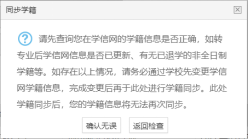 同步学籍
请先查询您在学信网的学籍信息是否正确，如转
专业后学信网信息是否已更新、有无已退学的非全日制
学籍等。如存在以上情况，请务必通过学校先变更学信
网学籍信息，完成变更后再于此处进行学籍同步。此处
学籍同步后，您的学籍信息将无法再次同步。
确认无误 返回检查